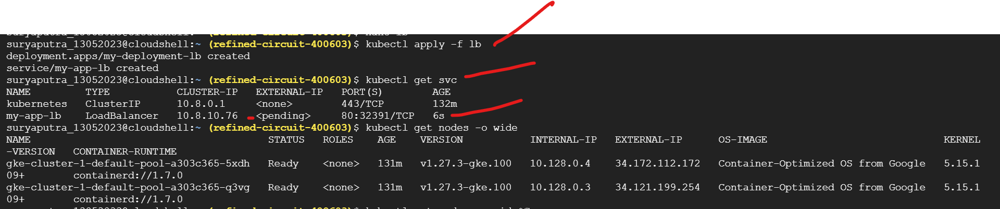 suryaputra_13052023@cloudshell:~ (refined-circuit-400603)$ nano lb
suryaputra_13052023@cloudshell:~ (refined-circuit-400603)$ kubectl apply -f lb
deployment.apps/my-deployment-lb created
service/my-app-lb created
suryaputra_13052023@cloudshell:~ (refined-circuit-400603)$ kubectl get svc
NAME TYPE CLUSTER-IP EXTERNAL-IP PORT(S) AGE
kubernetes ClusterIP 10.8.0.1 <none> 443/TCP 132m
my-app-lb LoadBalancer 10.8.10.76 <pending> 80:32391/TCP 6s
suryaputra_13052023@cloudshell:~ (refined-circuit-400603)$ kubectl get nodes -o wide
NAME STATUS ROLES AGE VERSION INTERNAL-IP EXTERNAL-IP OS-IMAGE KERNEL
-VERSION CONTAINER-RUNTIME
gke-cluster-1-default-pool-a303c365-5xdh Ready <none> 131m v1.27.3-gke.100 10.128.0.4 34.172.112.172 Container-Optimized OS from Google 5.15.1
09+ containerd://1.7.0
gke-cluster-1-default-pool-a303c365-q3vg Ready <none> 131m v1.27.3-gke.100 10.128.0.3 34.121.199.254 Container-Optimized OS from Google 5.15.1
09+ containerd://1.7.0